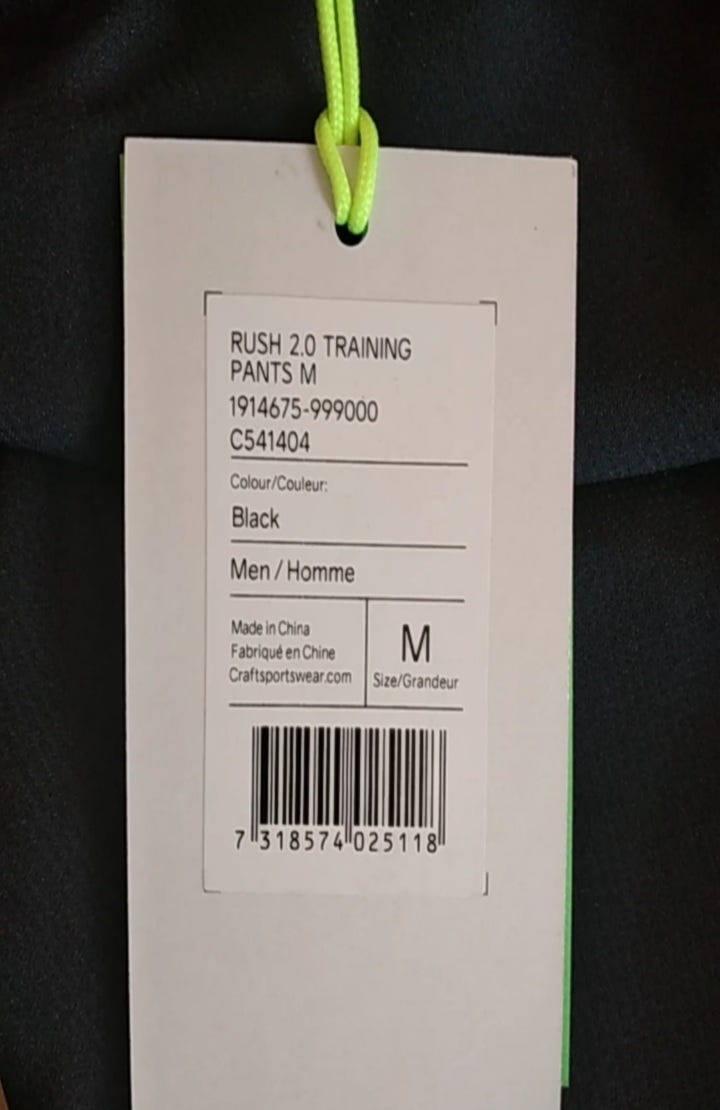 RUSH 2.0 TRAINING
PANTS M
1914675-999000
C541404
Colour/Couleur:
Black
Men / Homme
Made in China
Fabriqué en Chine
Craftsportswear.com
M
Size/Grandeur
7 318574 025118